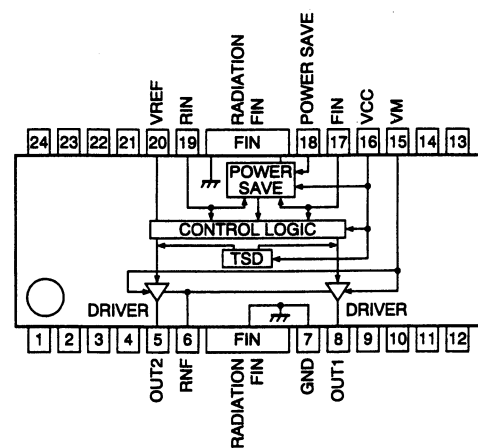 VREF
RIN
RADIATION
FIN
POWER SAVE
FIN
VCC
VM
24 23 22 21 20 19 FIN 18 17 16 15 14 13
POWER
SAVE
CONTROL LOGIC
TSD
DRIVER DRIVER
1 2 3 4 5 6 FIN 7 8 9 10 11 12
OUT2
RNF
RADIATION
FIN
GND
OUT1